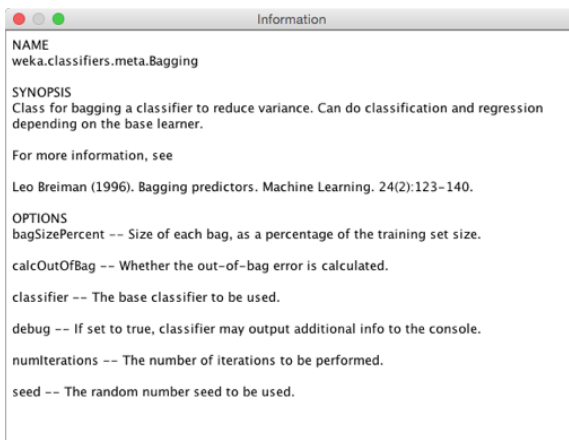 Information
NAME
weka.classifiers.meta.Bagging
SYNOPSIS
Class for bagging a classifier to reduce variance. Can do classification and regression
depending on the base learner.
For more information, see
Leo Breiman (1996). Bagging predictors. Machine Learning. 24(2):123-140.
OPTIONS
bagSizePercent -- Size of each bag, as a percentage of the training set size.
calcOutOfBag -- Whether the out-of-bag error is calculated.
classifier -- The base classifier to be used.
debug -- If set to true, classifier may output additional info to the console.
numIterations -- The number of iterations to be performed.
seed -- The random number seed to be used.